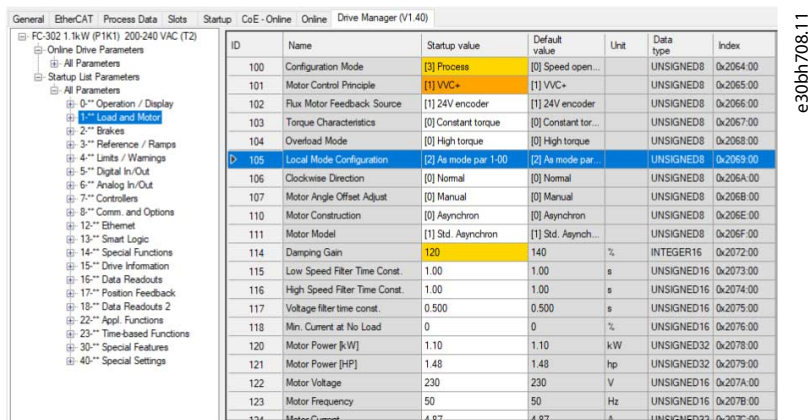 General EtherCAT Process Data Slots Startup CoE - Online Online Drive Manager (V1.40)
FC-302 1.1kW (P1K1) 200-240 VAC (T2)
Online Drive Parameters
All Parameters
Startup List Parameters
All Parameters
0-** Operation / Display
1-** Load and Motor
2-** Brakes
3-** Reference / Ramps
4-** Limits / Warnings
5-** Digital In/Out
6-** Analog In/Out
7-** Controllers
8-** Comm. and Options
12-** Ethernet
13-** Smart Logic
14-** Special Functions
15-** Drive Information
16-** Data Readouts
17-** Position Feedback
18-** Data Readouts 2
22-** Appl. Functions
23-** Time-based Functions
30-** Special Features
40-** Special Settings
ID Name Startup value Default value Unit Data type Index
100 Configuration Mode [3] Process [0] Speed open... UNSIGNED8 0x2064:00
101 Motor Control Principle [1] VVC+ [1] VVC+ UNSIGNED8 0x2065:00
102 Flux Motor Feedback Source [1] 24V encoder [1] 24V encoder UNSIGNED8 0x2066:00
103 Torque Characteristics [0] Constant torque [0] Constant tor... UNSIGNED8 0x2067:00
104 Overload Mode [0] High torque [0] High torque UNSIGNED8 0x2068:00
105 Local Mode Configuration [2] As mode par 1-00 [2] As mode par... UNSIGNED8 0x2069:00
106 Clockwise Direction [0] Normal [0] Normal UNSIGNED8 0x206A:00
107 Motor Angle Offset Adjust [0] Manual [0] Manual UNSIGNED8 0x206B:00
110 Motor Construction [0] Asynchron [0] Asynchron UNSIGNED8 0x206E:00
111 Motor Model [1] Std. Asynchron [1] Std. Asynch... UNSIGNED8 0x206F:00
114 Damping Gain 120 140 % INTEGER16 0x2072:00
115 Low Speed Filter Time Const. 1.00 1.00 s UNSIGNED16 0x2073:00
116 High Speed Filter Time Const. 1.00 1.00 s UNSIGNED16 0x2074:00
117 Voltage filter time const. 0.500 0.500 s UNSIGNED16 0x2075:00
118 Min. Current at No Load 0 0 % UNSIGNED16 0x2076:00
120 Motor Power [kW] 1.10 1.10 kW UNSIGNED32 0x2078:00
121 Motor Power [HP] 1.48 1.48 hp UNSIGNED32 0x2079:00
122 Motor Voltage 230 230 V UNSIGNED16 0x207A:00
123 Motor Frequency 50 50 Hz UNSIGNED16 0x207B:00
124 Motor Current 4.87 4.87 A UNSIGNED32 0x207C:00
e30bh708.11